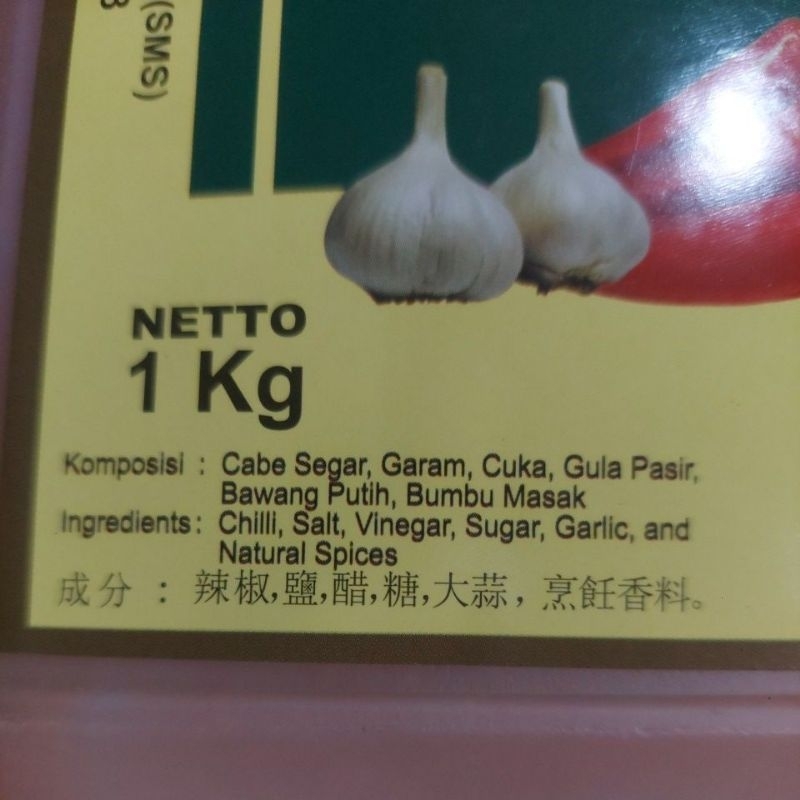 (SMS)
NETTO
1 Kg
Komposisi : Cabe Segar, Garam, Cuka, Gula Pasir,
Bawang Putih, Bumbu Masak
Ingredients: Chilli, Salt, Vinegar, Sugar, Garlic, and
Natural Spices
成分 : 辣椒,鹽,醋,糖,大蒜, 烹飪香料。